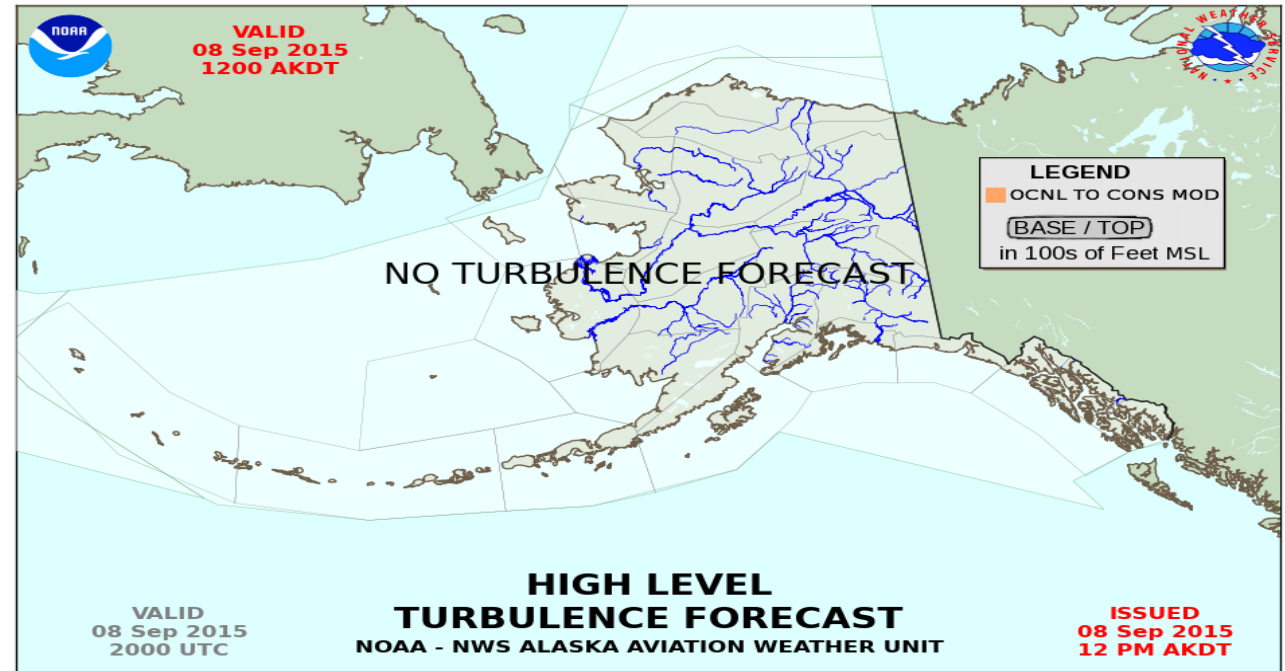 NOAA
VALID
08 Sep 2015
1200 AKDT
NATIONAL WEATHER SERVICE
LEGEND
OCNL TO CONS MOD
BASE / TOP
in 100s of Feet MSL
NO TURBULENCE FORECAST
HIGH LEVEL
TURBULENCE FORECAST
NOAA - NWS ALASKA AVIATION WEATHER UNIT
VALID
08 Sep 2015
2000 UTC
ISSUED
08 Sep 2015
12 PM AKDT